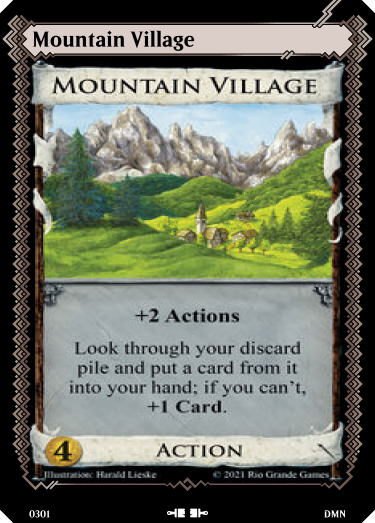 Mountain Village
MOUNTAIN VILLAGE
+2 Actions
Look through your discard
pile and put a card from it
into your hand; if you can't,
+1 Card.
4
ACTION
Illustration: Harald Lieske © 2021 Rio Grande Games
0301 DMN